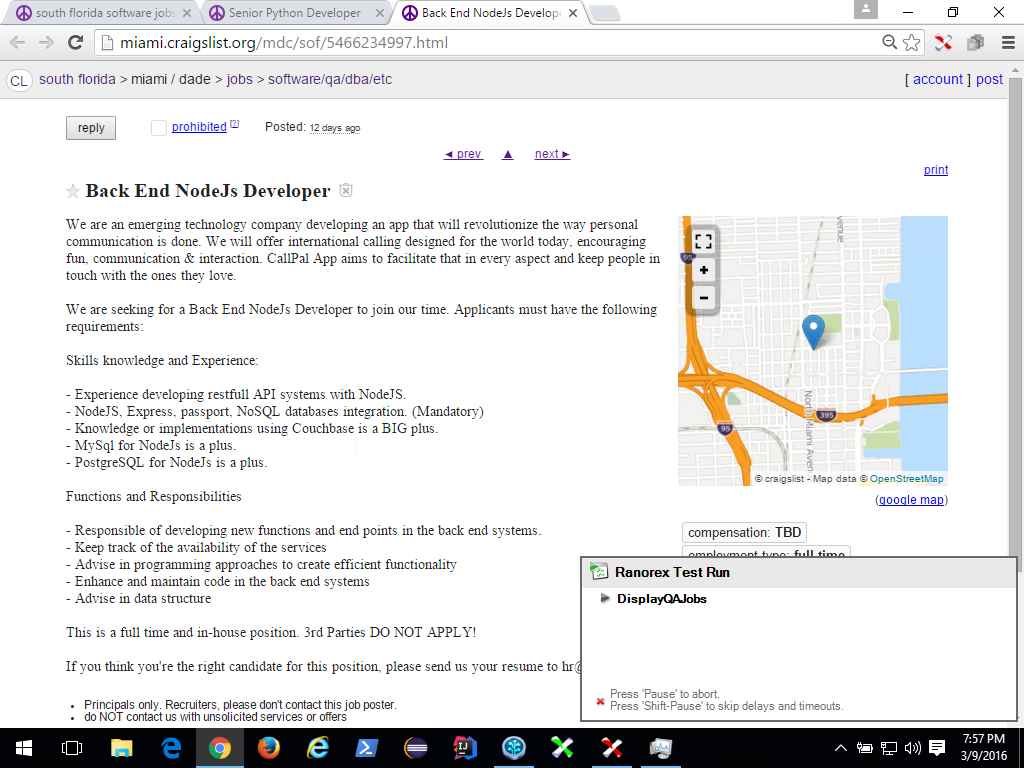 south florida software jobs
Senior Python Developer
Back End NodeJs Develop
miami.craigslist.org/mdc/sof/5466234997.html
CL south florida > miami / dade > jobs > software/qa/dba/etc [ account ] post
reply prohibited [?] Posted: 12 days ago
◄ prev ▲ next ►
print
Back End NodeJs Developer
We are an emerging technology company developing an app that will revolutionize the way personal
communication is done. We will offer international calling designed for the world today, encouraging
fun, communication & interaction. CallPal App aims to facilitate that in every aspect and keep people in
touch with the ones they love.
We are seeking for a Back End NodeJs Developer to join our time. Applicants must have the following
requirements:
Skills knowledge and Experience:
- Experience developing restfull API systems with NodeJS.
- NodeJS, Express, passport, NoSQL databases integration. (Mandatory)
- Knowledge or implementations using Couchbase is a BIG plus.
- MySql for NodeJs is a plus.
- PostgreSQL for NodeJs is a plus.
Functions and Responsibilities
- Responsible of developing new functions and end points in the back end systems.
- Keep track of the availability of the services
- Advise in programming approaches to create efficient functionality
- Enhance and maintain code in the back end systems
- Advise in data structure
This is a full time and in-house position. 3rd Parties DO NOT APPLY!
If you think you're the right candidate for this position, please send us your resume to hr@
• Principals only. Recruiters, please don't contact this job poster.
• do NOT contact us with unsolicited services or offers
+
−
venue
95
North Miami Aven
395
95
© craigslist - Map data © OpenStreetMap
(google map)
compensation: TBD
employment type: full-time
Ranorex Test Run
DisplayQAJobs
Press 'Pause' to abort.
Press 'Shift-Pause' to skip delays and timeouts.
7:57 PM
3/9/2016